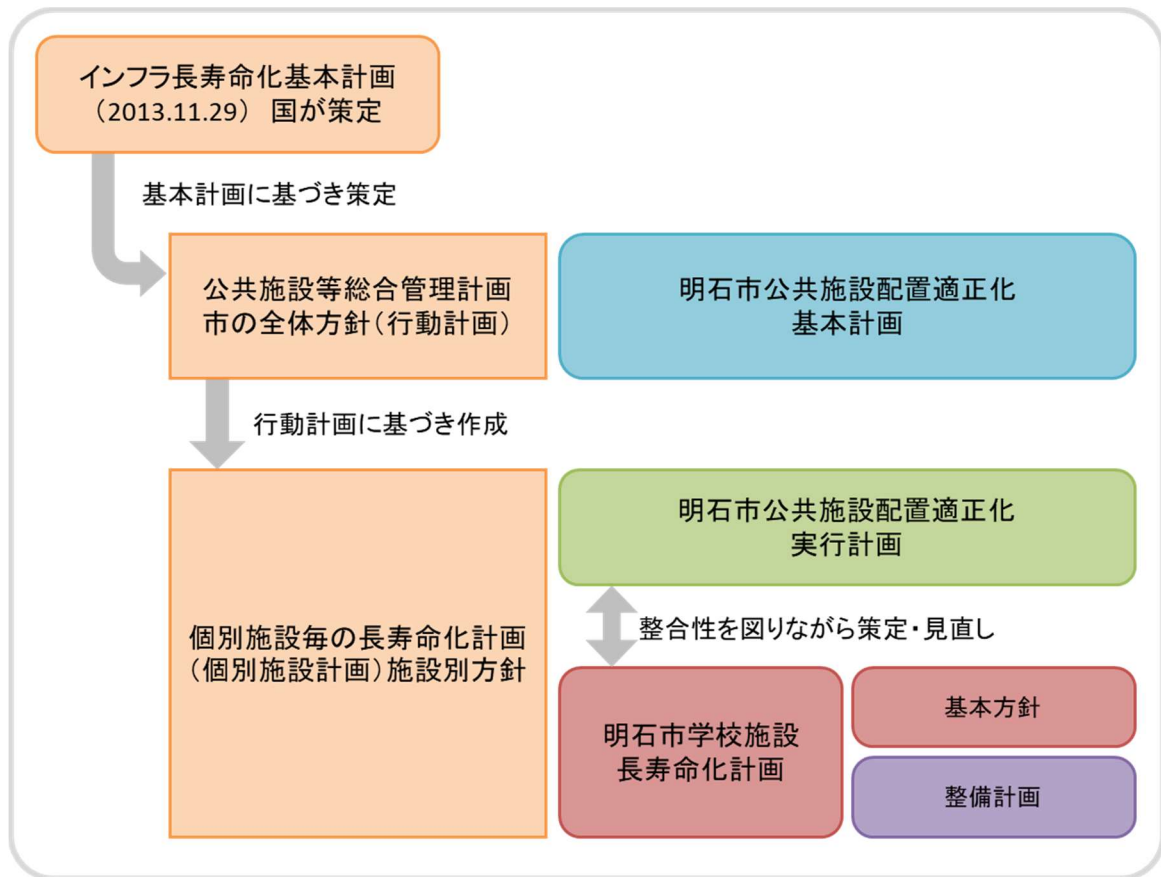 インフラ長寿命化基本計画
（2013.11.29） 国が策定
基本計画に基づき策定
公共施設等総合管理計画
市の全体方針（行動計画）
明石市公共施設配置適正化
基本計画
行動計画に基づき作成
個別施設毎の長寿命化計画
（個別施設計画）施設別方針
明石市公共施設配置適正化
実行計画
整合性を図りながら策定・見直し
明石市学校施設
長寿命化計画
基本方針
整備計画